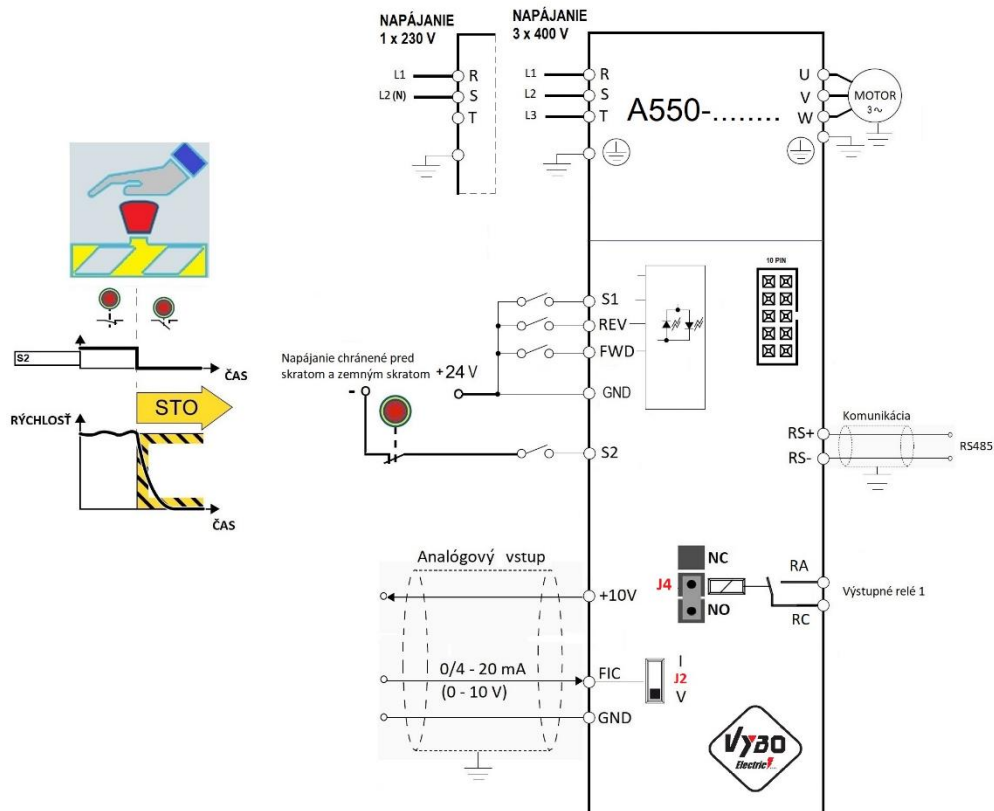 NAPÁJANIE
1 x 230 V
NAPÁJANIE
3 x 400 V
L1
R
L2 (N)
S
T
L1
R
L2
S
L3
T
A550-........
U
V
W
MOTOR
3 ~
10 PIN
S1
REV
FWD
GND
S2
Napájanie chránené pred
skratom a zemným skratom
+24 V
-
S2
ČAS
STO
RÝCHLOSŤ
ČAS
Komunikácia
RS+
RS-
RS485
Analógový vstup
+10V
0/4 - 20 mA
(0 - 10 V)
FIC
GND
I
J2
V
NC
J4
NO
RA
RC
Výstupné relé 1
VYBO
Electric